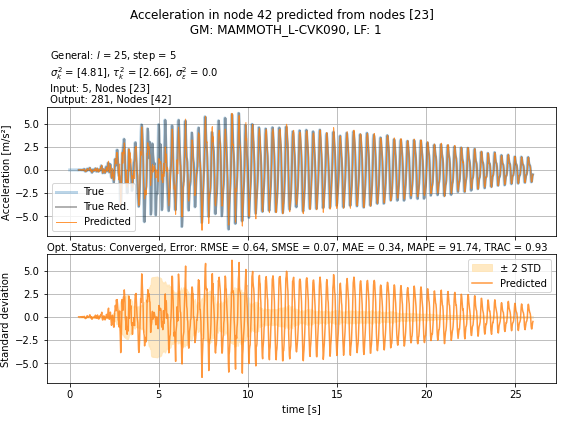 Acceleration in node 42 predicted from nodes [23]
GM: MAMMOTH_L-CVK090, LF: 1
General: l = 25, step = 5
σ²ₖ = [4.81], τ²ₖ = [2.66], σ²ε = 0.0
Input: 5, Nodes [23]
Output: 281, Nodes [42]
Acceleration [m/s²]
5.0
2.5
0.0
−2.5
−5.0
True
True Red.
Predicted
Opt. Status: Converged, Error: RMSE = 0.64, SMSE = 0.07, MAE = 0.34, MAPE = 91.74, TRAC = 0.93
Standard deviation
5.0
2.5
0.0
−2.5
−5.0
± 2 STD
Predicted
0 5 10 15 20 25
time [s]